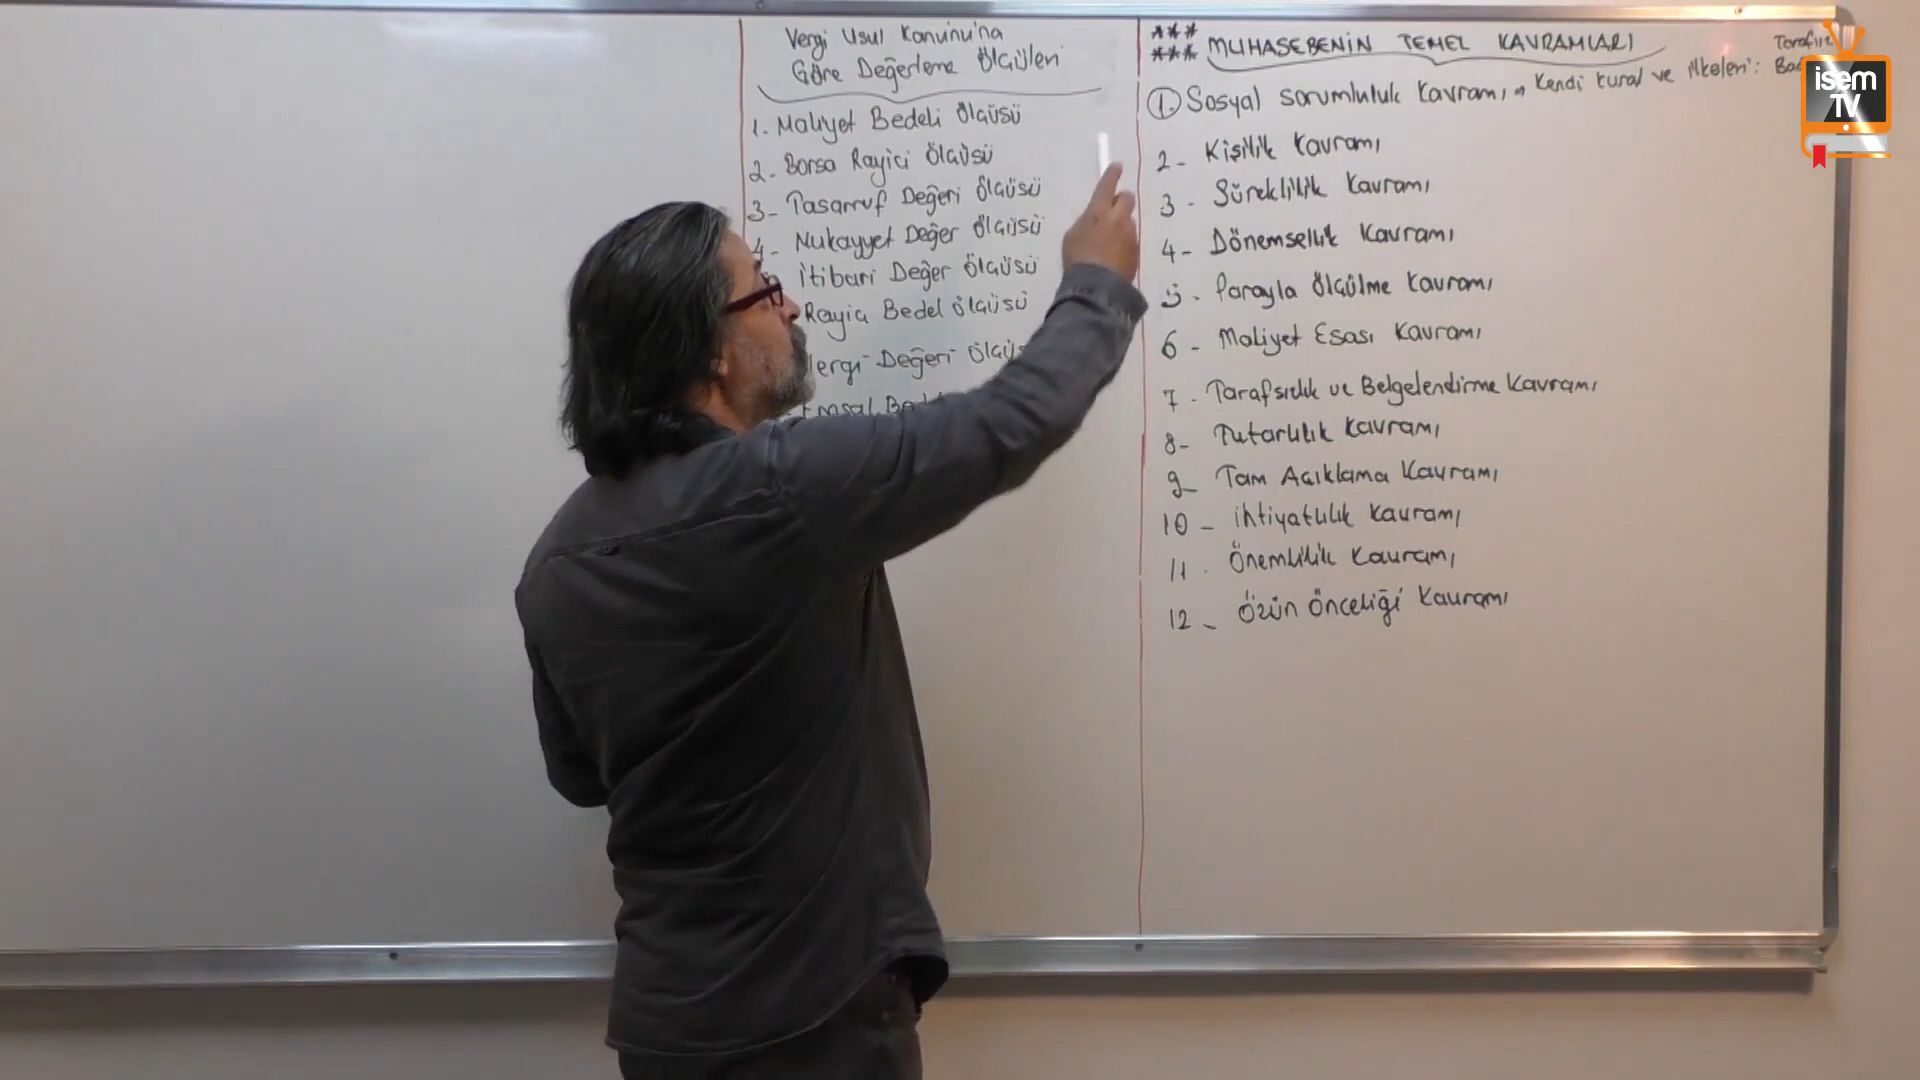 Vergi Usul Kanunu'na
Göre Değerleme Ölçüleri
1- Maliyet Bedeli Ölçüsü
2- Borsa Rayici Ölçüsü
3- Tasarruf Değeri Ölçüsü
4- Mukayyet Değer Ölçüsü
İtibari Değer Ölçüsü
Rayiç Bedel Ölçüsü
Vergi Değeri
Emsal
***
*** MUHASEBENİN TEMEL KAVRAMLARI
1. Sosyal sorumluluk kavramı → Kendi kural ve ilkeleri:
2- Kişilik kavramı
3- Süreklilik Kavramı
4- Dönemsellik Kavramı
5- Parayla Ölçülme Kavramı
6- Maliyet Esası Kavramı
7- Tarafsızlık ve Belgelendirme Kavramı
8- Tutarlılık kavramı
9- Tam Açıklama Kavramı
10- İhtiyatlılık Kavramı
11- Önemlilik Kavramı
12- Özün Önceliği Kavramı
isem
TV